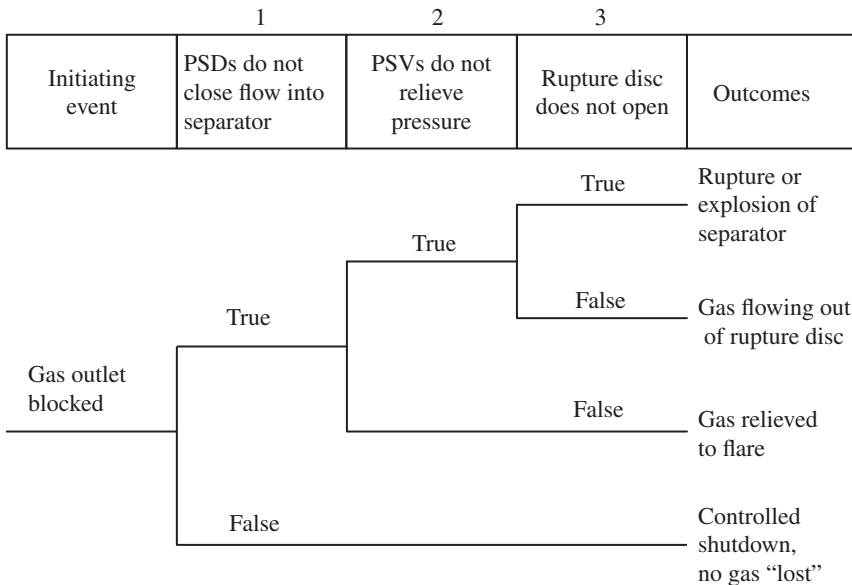 1
2
3
Initiating
event
PSDs do not
close flow into
separator
PSVs do not
relieve
pressure
Rupture disc
does not open
Outcomes
True
Rupture or
explosion of
separator
True
False
Gas flowing out
of rupture disc
True
Gas outlet
blocked
False
Gas relieved
to flare
False
Controlled
shutdown,
no gas “lost”